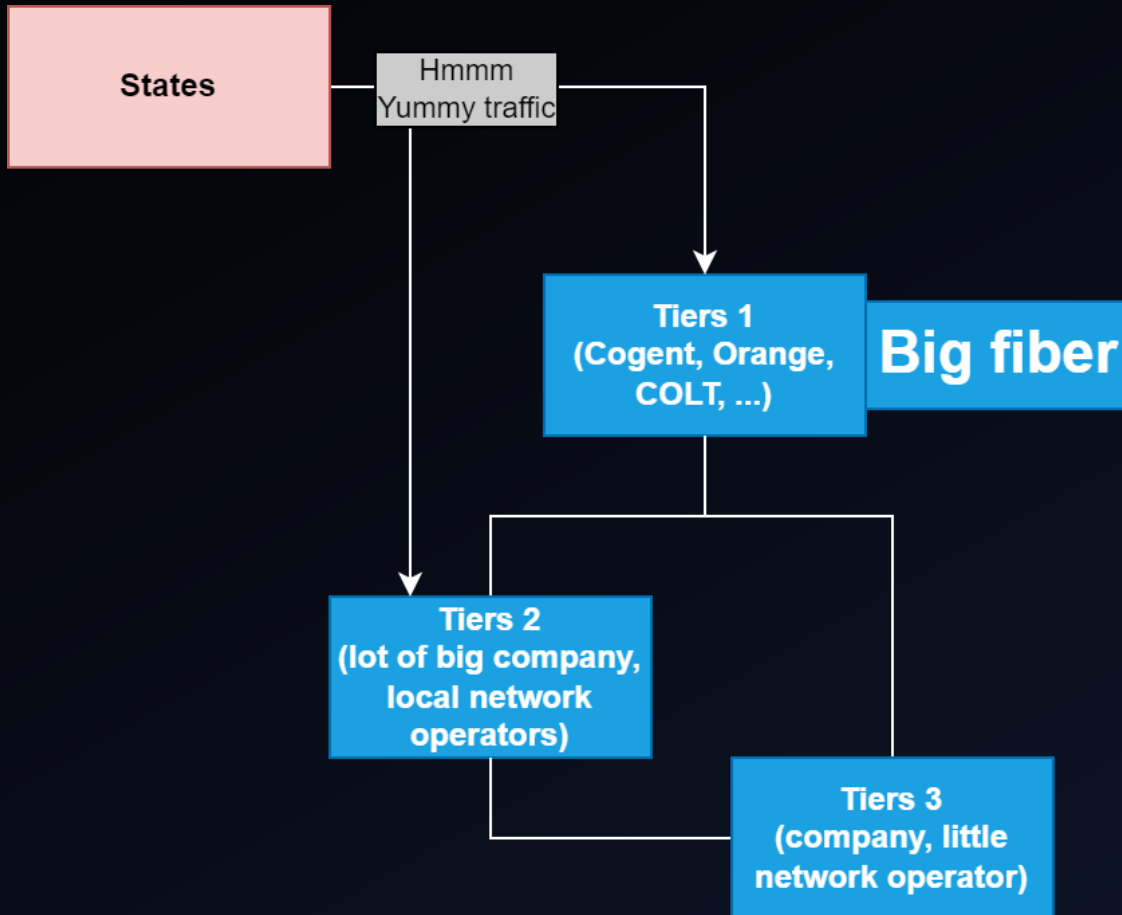 States
Hmmm
Yummy traffic
Tiers 1
(Cogent, Orange,
COLT, ...)
Big fiber
Tiers 2
(lot of big company,
local network
operators)
Tiers 3
(company, little
network operator)